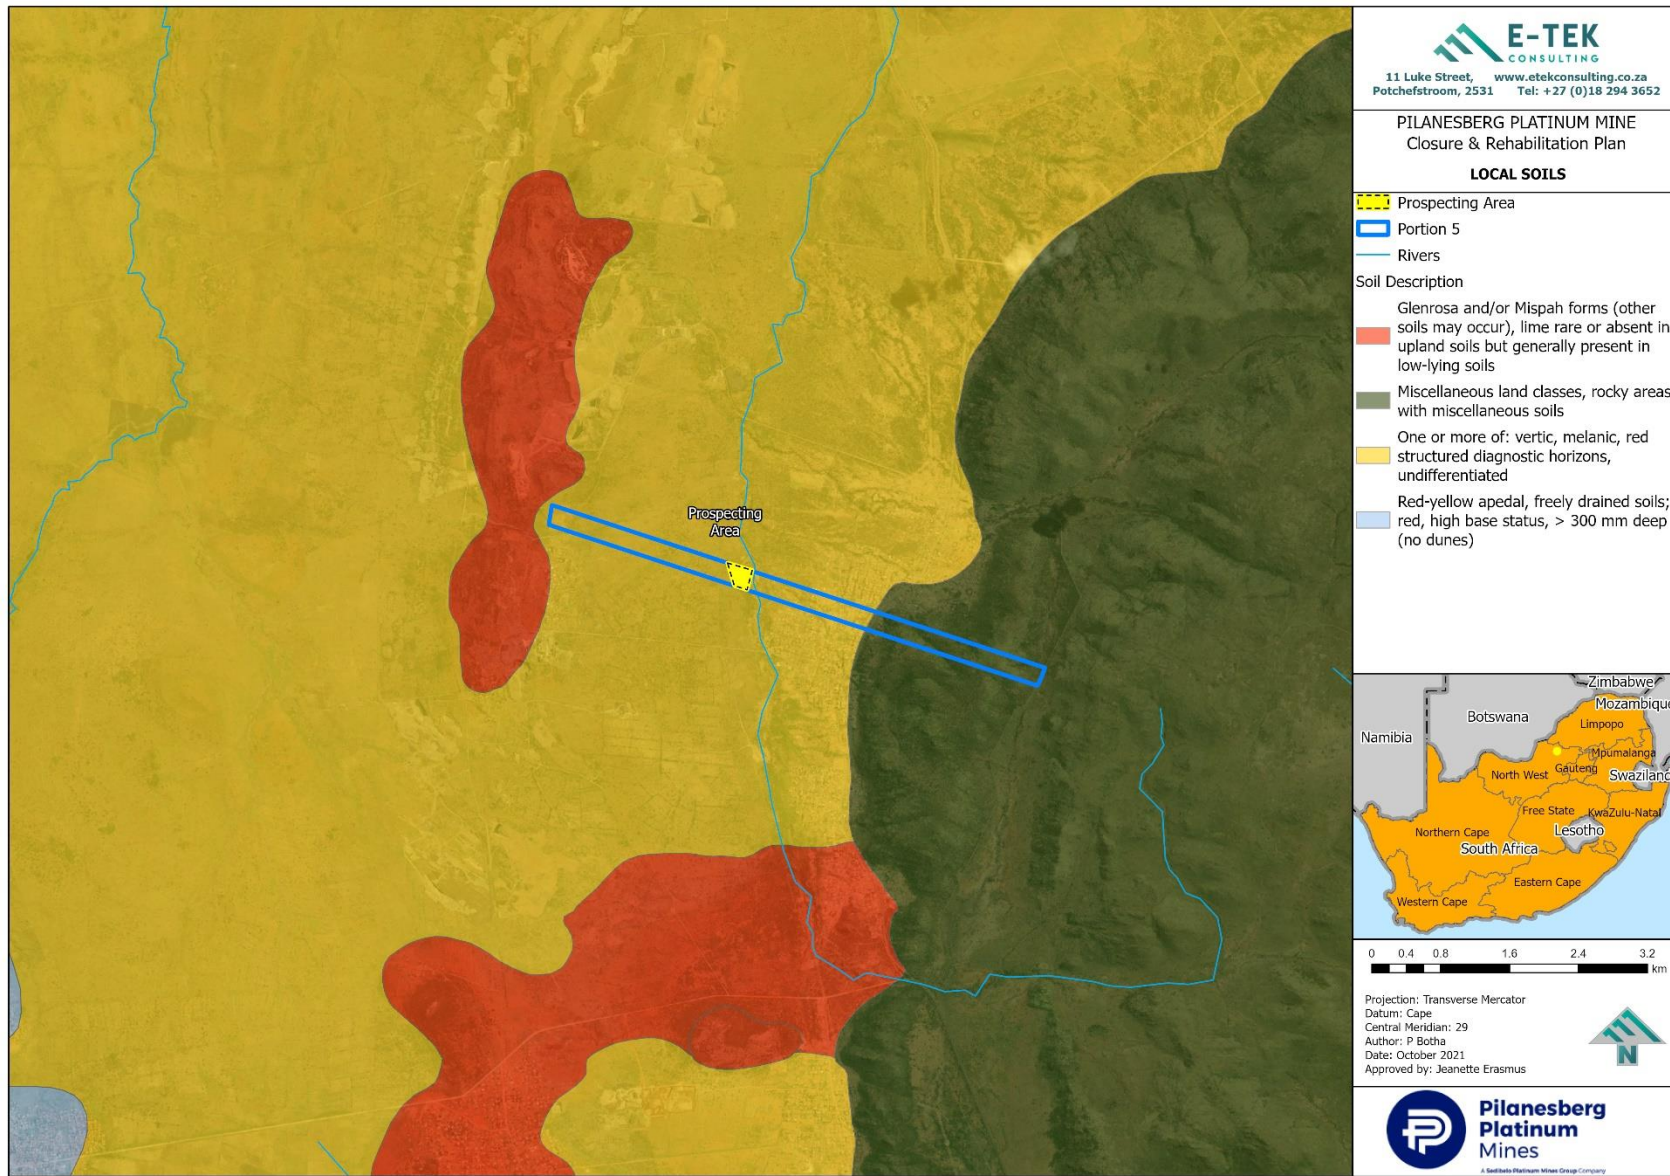 Prospecting
Area
E-TEK
CONSULTING
11 Luke Street, www.etekconsulting.co.za
Potchefstroom, 2531 Tel: +27 (0)18 294 3652
PILANESBERG PLATINUM MINE
Closure & Rehabilitation Plan
LOCAL SOILS
Prospecting Area
Portion 5
Rivers
Soil Description
Glenrosa and/or Mispah forms (other
soils may occur), lime rare or absent in
upland soils but generally present in
low-lying soils
Miscellaneous land classes, rocky areas
with miscellaneous soils
One or more of: vertic, melanic, red
structured diagnostic horizons,
undifferentiated
Red-yellow apedal, freely drained soils;
red, high base status, > 300 mm deep
(no dunes)
Zimbabwe
Mozambique
Botswana
Limpopo
Namibia
Mpumalanga
Gauteng
North West
Swaziland
Free State
KwaZulu-Natal
Northern Cape
Lesotho
South Africa
Eastern Cape
Western Cape
0 0.4 0.8 1.6 2.4 3.2
km
Projection: Transverse Mercator
Datum: Cape
Central Meridian: 29
Author: P Botha
Date: October 2021
Approved by: Jeanette Erasmus
N
Pilanesberg
Platinum
Mines
A Sedibelo Platinum Mines Group Company